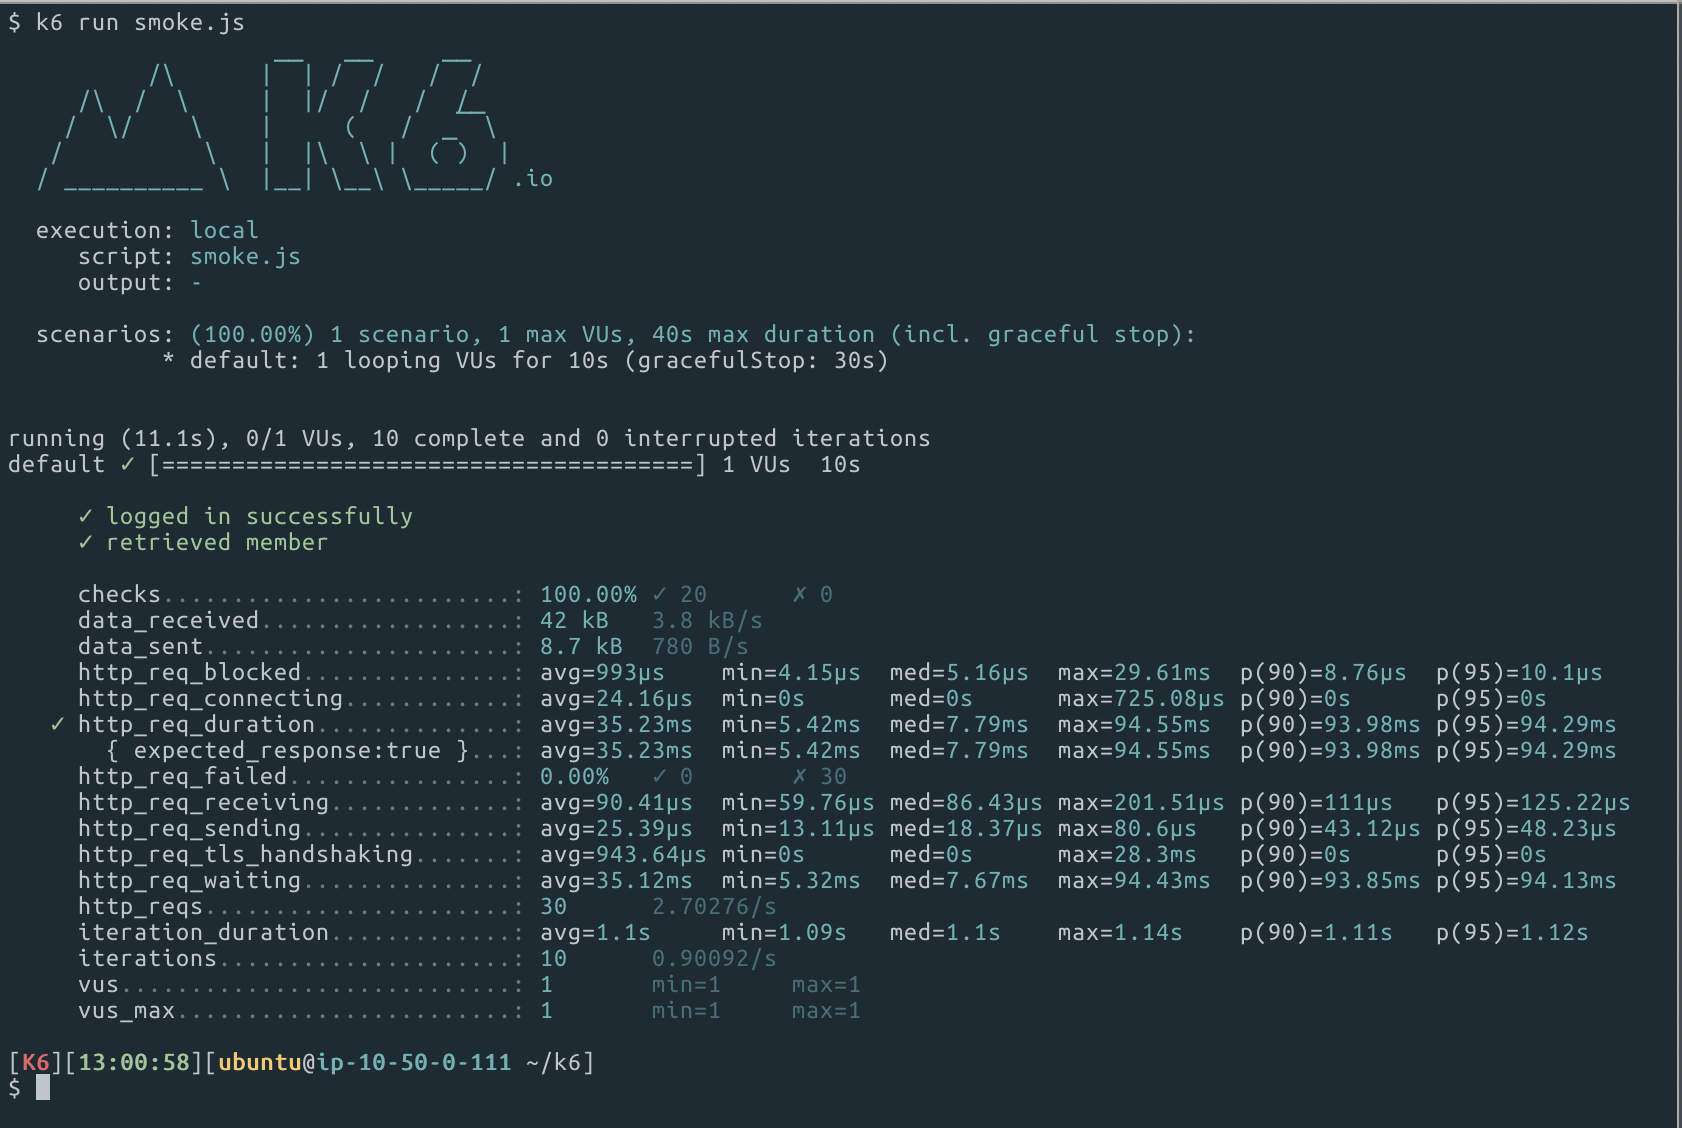 $ k6 run smoke.js
.io
execution: local
script: smoke.js
output: -
scenarios: (100.00%) 1 scenario, 1 max VUs, 40s max duration (incl. graceful stop):
* default: 1 looping VUs for 10s (gracefulStop: 30s)
running (11.1s), 0/1 VUs, 10 complete and 0 interrupted iterations
default ✓ [======================================] 1 VUs  10s
✓ logged in successfully
✓ retrieved member
checks.........................: 100.00% ✓ 20      ✗ 0
data_received..................: 42 kB   3.8 kB/s
data_sent......................: 8.7 kB  780 B/s
http_req_blocked...............: avg=993µs    min=4.15µs  med=5.16µs  max=29.61ms  p(90)=8.76µs  p(95)=10.1µs
http_req_connecting............: avg=24.16µs  min=0s      med=0s      max=725.08µs p(90)=0s      p(95)=0s
✓ http_req_duration..............: avg=35.23ms  min=5.42ms  med=7.79ms  max=94.55ms  p(90)=93.98ms p(95)=94.29ms
{ expected_response:true }...: avg=35.23ms  min=5.42ms  med=7.79ms  max=94.55ms  p(90)=93.98ms p(95)=94.29ms
http_req_failed................: 0.00%   ✓ 0       ✗ 30
http_req_receiving.............: avg=90.41µs  min=59.76µs med=86.43µs max=201.51µs p(90)=111µs   p(95)=125.22µs
http_req_sending...............: avg=25.39µs  min=13.11µs med=18.37µs max=80.6µs   p(90)=43.12µs p(95)=48.23µs
http_req_tls_handshaking.......: avg=943.64µs min=0s      med=0s      max=28.3ms   p(90)=0s      p(95)=0s
http_req_waiting...............: avg=35.12ms  min=5.32ms  med=7.67ms  max=94.43ms  p(90)=93.85ms p(95)=94.13ms
http_reqs......................: 30      2.70276/s
iteration_duration.............: avg=1.1s     min=1.09s   med=1.1s    max=1.14s    p(90)=1.11s   p(95)=1.12s
iterations.....................: 10      0.90092/s
vus............................: 1       min=1     max=1
vus_max........................: 1       min=1     max=1
[K6][13:00:58][ubuntu@ip-10-50-0-111 ~/k6]
$